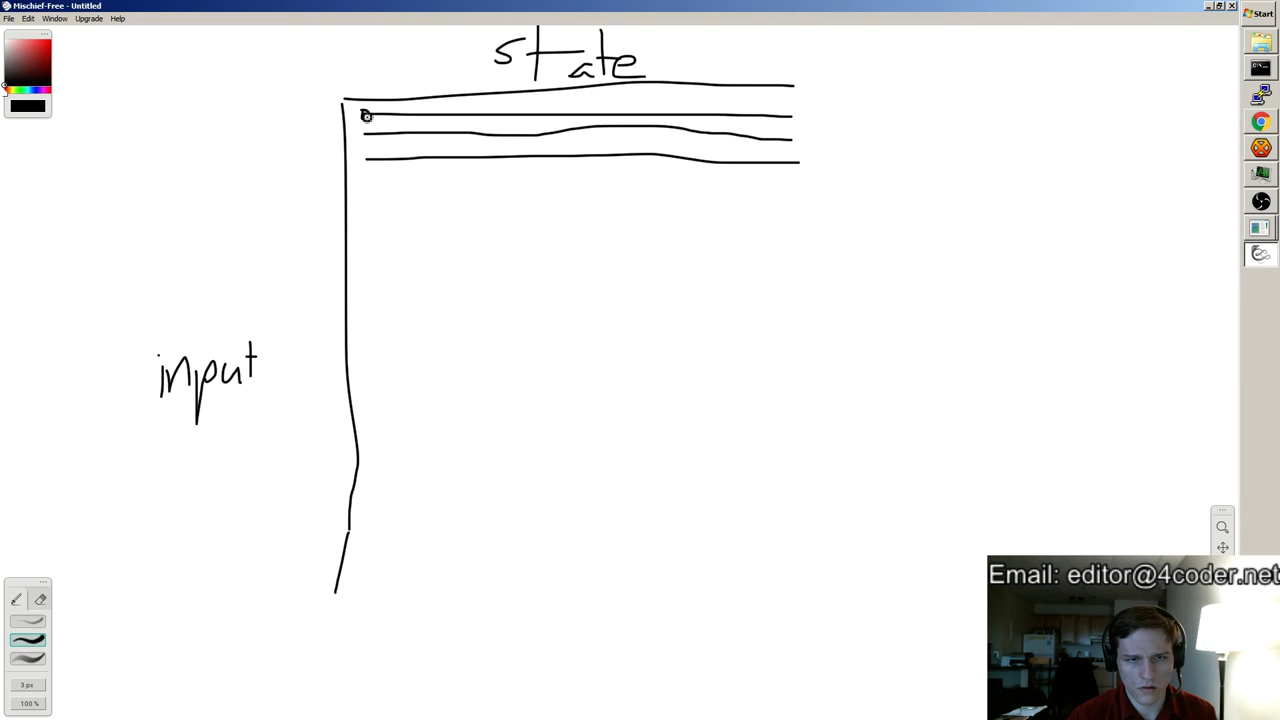 Mischief-Free - Untitled
File Edit Window Upgrade Help
Start
state
input
3 px
100 %
Email: editor@4coder.net